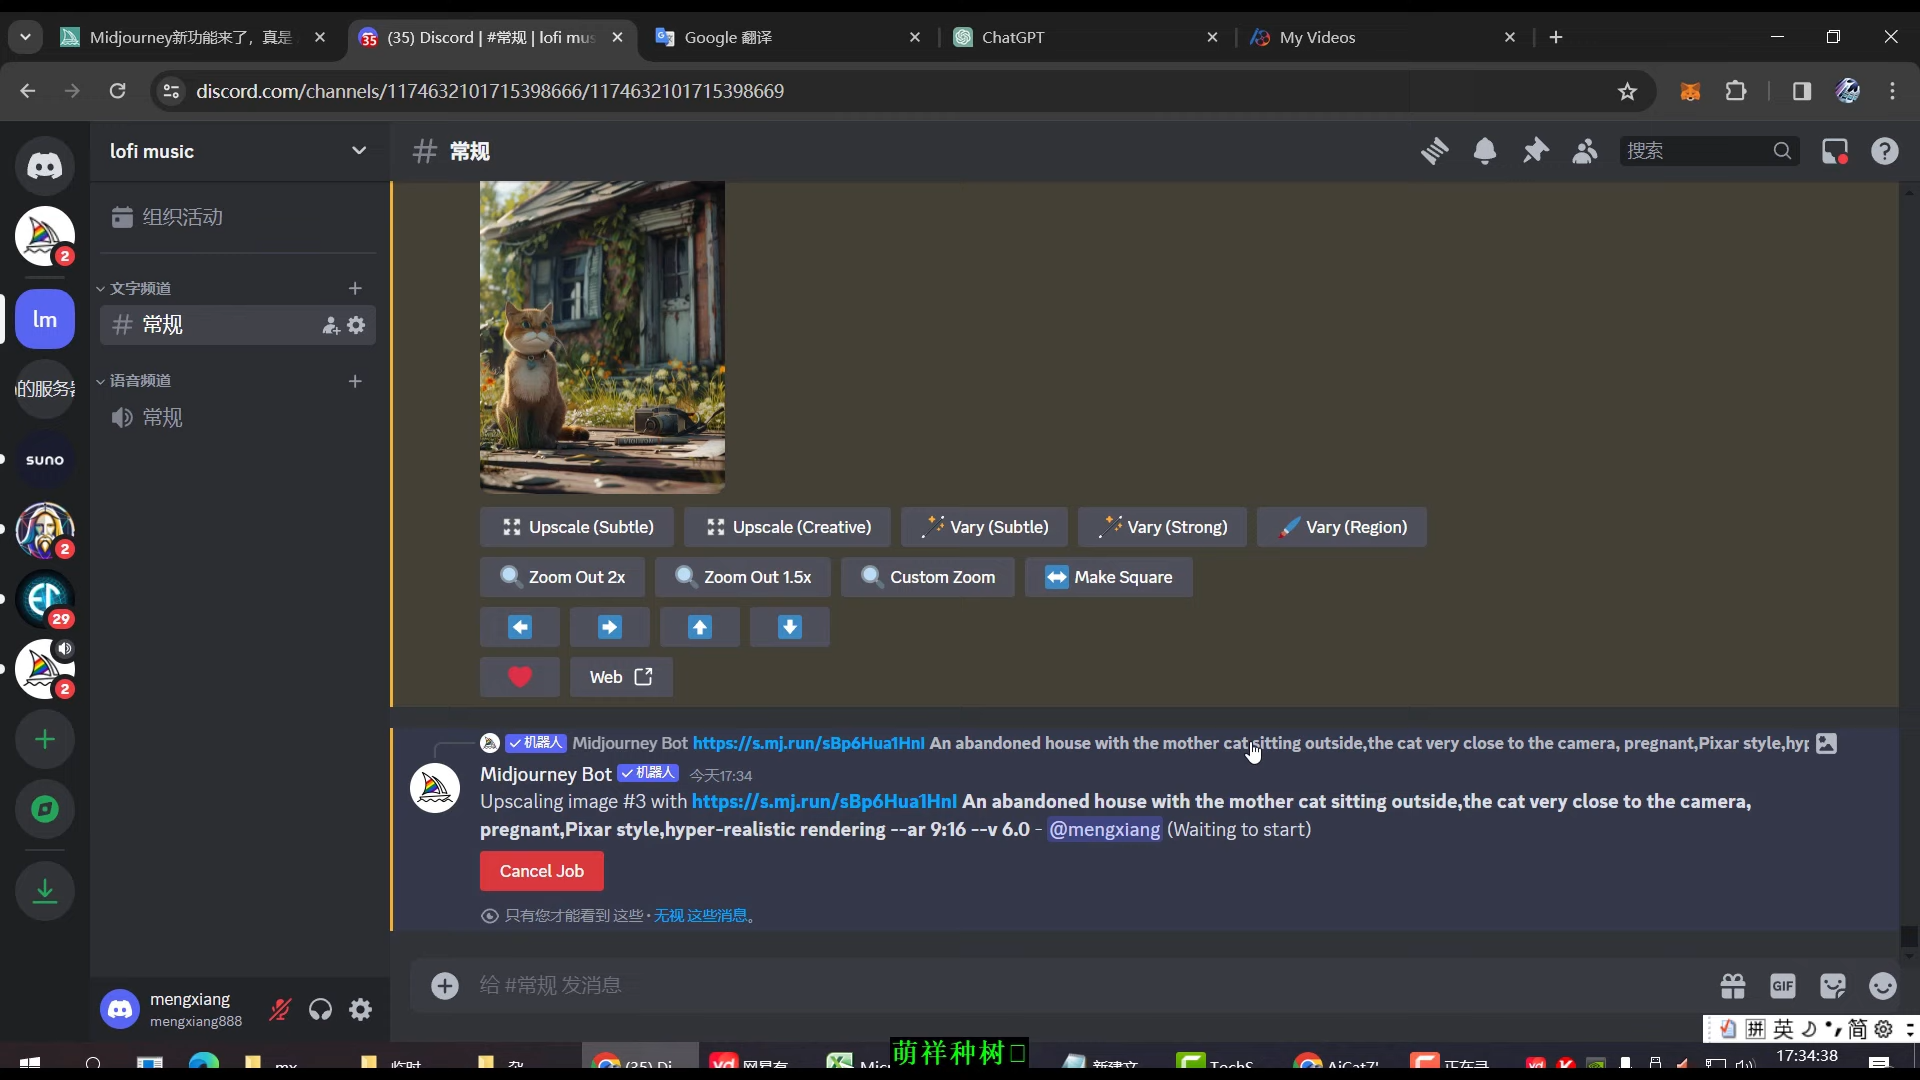 Midjourney新功能来了，真是
(35) Discord | #常规 | lofi mus
Google 翻译
ChatGPT
My Videos
discord.com/channels/1174632101715398666/1174632101715398669
lofi music
常规
搜索
组织活动
文字频道
常规
语音频道
常规
2
lm
的服务器
suno
2
29
2
Upscale (Subtle)
Upscale (Creative)
Vary (Subtle)
Vary (Strong)
Vary (Region)
Zoom Out 2x
Zoom Out 1.5x
Custom Zoom
Make Square
Web
机器人 Midjourney Bot https://s.mj.run/sBp6Hua1HnI An abandoned house with the mother cat sitting outside,the cat very close to the camera, pregnant,Pixar style,hyp
Midjourney Bot 机器人 今天17:34
Upscaling image #3 with https://s.mj.run/sBp6Hua1HnI An abandoned house with the mother cat sitting outside,the cat very close to the camera,
pregnant,Pixar style,hyper-realistic rendering --ar 9:16 --v 6.0 - @mengxiang (Waiting to start)
Cancel Job
只有您才能看到这些 · 无视 这些消息。
给 #常规 发消息
GIF
mengxiang
mengxiang888
拼 英 简
萌祥种树
17:34:38